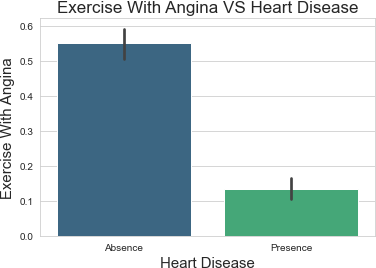 Exercise With Angina VS Heart Disease
Exercise With Angina
0.6
0.5
0.4
0.3
0.2
0.1
0.0
Absence
Presence
Heart Disease